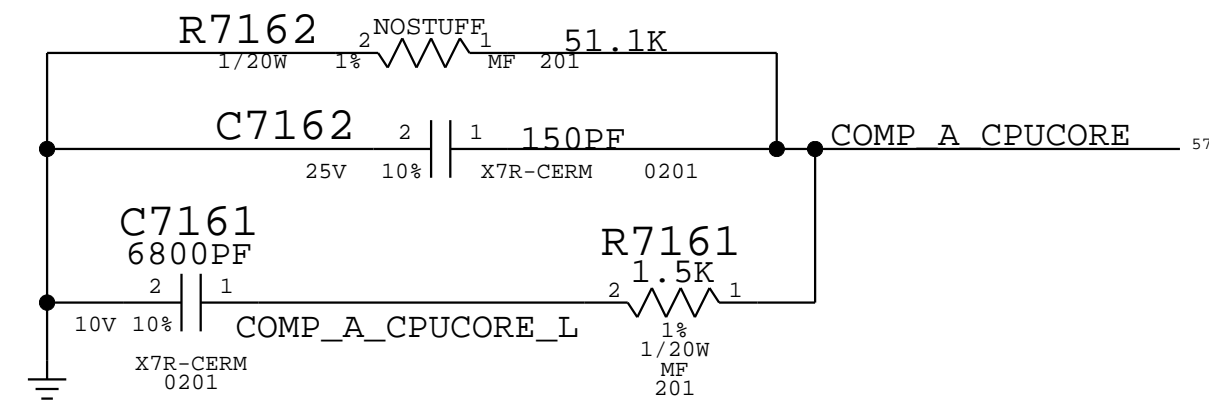 R7162
2
NOSTUFF
1
51.1K
1/20W
1%
MF
201
C7162
2
1
150PF
COMP_A_CPUCORE
57
25V
10%
X7R-CERM
0201
C7161
6800PF
R7161
1.5K
2
1
2
1
10V
10%
COMP_A_CPUCORE_L
1%
1/20W
MF
201
X7R-CERM
0201